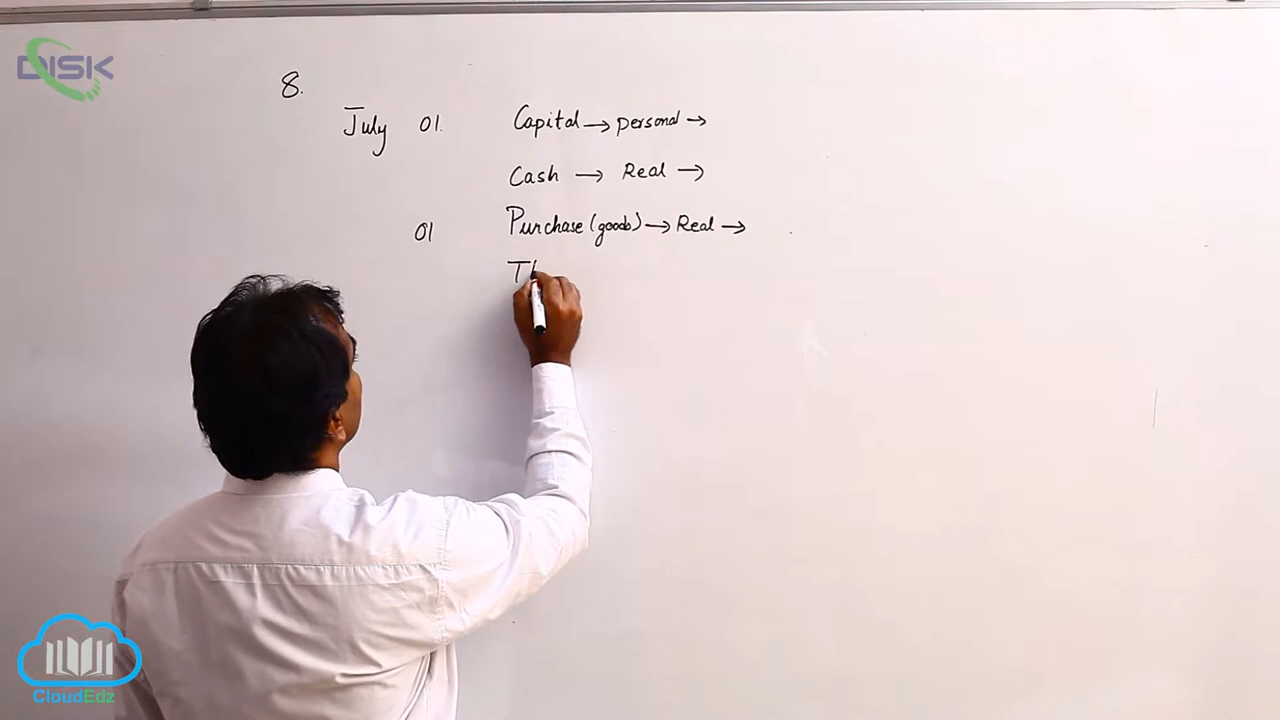 DISK
8.
July 01. Capital → personal →
Cash → Real →
01 Purchase (goods) → Real →
CloudEdz